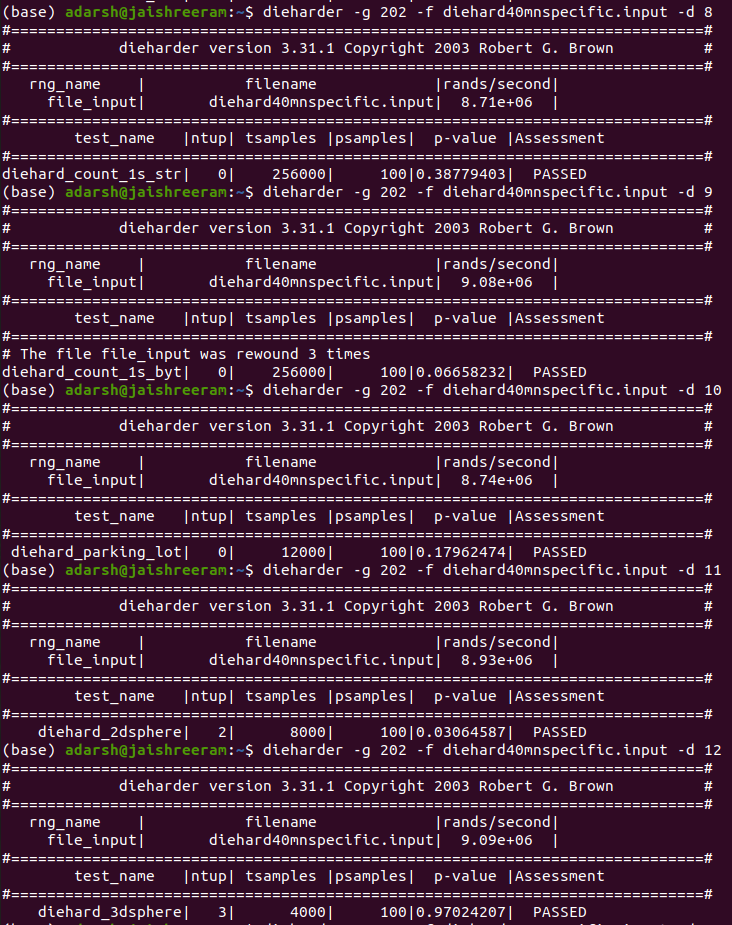 (base) adarsh@jaishreeram:~$ dieharder -g 202 -f diehard40mnspecific.input -d 8
#=============================================================================#
#            dieharder version 3.31.1 Copyright 2003 Robert G. Brown          #
#=============================================================================#
   rng_name    |           filename             |rands/second|
     file_input|       diehard40mnspecific.input|  8.71e+06  |
#=============================================================================#
        test_name   |ntup| tsamples |psamples|  p-value |Assessment
#=============================================================================#
diehard_count_1s_str|   0|    256000|     100|0.38779403|  PASSED
(base) adarsh@jaishreeram:~$ dieharder -g 202 -f diehard40mnspecific.input -d 9
#=============================================================================#
#            dieharder version 3.31.1 Copyright 2003 Robert G. Brown          #
#=============================================================================#
   rng_name    |           filename             |rands/second|
     file_input|       diehard40mnspecific.input|  9.08e+06  |
#=============================================================================#
        test_name   |ntup| tsamples |psamples|  p-value |Assessment
#=============================================================================#
# The file file_input was rewound 3 times
diehard_count_1s_byt|   0|    256000|     100|0.06658232|  PASSED
(base) adarsh@jaishreeram:~$ dieharder -g 202 -f diehard40mnspecific.input -d 10
#=============================================================================#
#            dieharder version 3.31.1 Copyright 2003 Robert G. Brown          #
#=============================================================================#
   rng_name    |           filename             |rands/second|
     file_input|       diehard40mnspecific.input|  8.74e+06  |
#=============================================================================#
        test_name   |ntup| tsamples |psamples|  p-value |Assessment
#=============================================================================#
 diehard_parking_lot|   0|     12000|     100|0.17962474|  PASSED
(base) adarsh@jaishreeram:~$ dieharder -g 202 -f diehard40mnspecific.input -d 11
#=============================================================================#
#            dieharder version 3.31.1 Copyright 2003 Robert G. Brown          #
#=============================================================================#
   rng_name    |           filename             |rands/second|
     file_input|       diehard40mnspecific.input|  8.93e+06  |
#=============================================================================#
        test_name   |ntup| tsamples |psamples|  p-value |Assessment
#=============================================================================#
    diehard_2dsphere|   2|      8000|     100|0.03064587|  PASSED
(base) adarsh@jaishreeram:~$ dieharder -g 202 -f diehard40mnspecific.input -d 12
#=============================================================================#
#            dieharder version 3.31.1 Copyright 2003 Robert G. Brown          #
#=============================================================================#
   rng_name    |           filename             |rands/second|
     file_input|       diehard40mnspecific.input|  9.09e+06  |
#=============================================================================#
        test_name   |ntup| tsamples |psamples|  p-value |Assessment
#=============================================================================#
    diehard_3dsphere|   3|      4000|     100|0.97024207|  PASSED